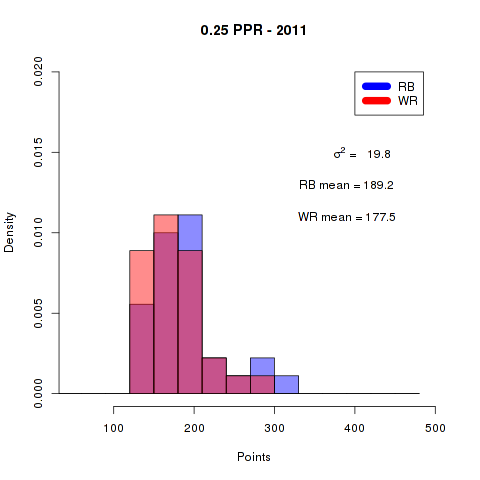 0.25 PPR - 2011
RB
WR
σ² = 19.8
RB mean = 189.2
WR mean = 177.5
Density
0.020
0.015
0.010
0.005
0.000
100 200 300 400 500
Points